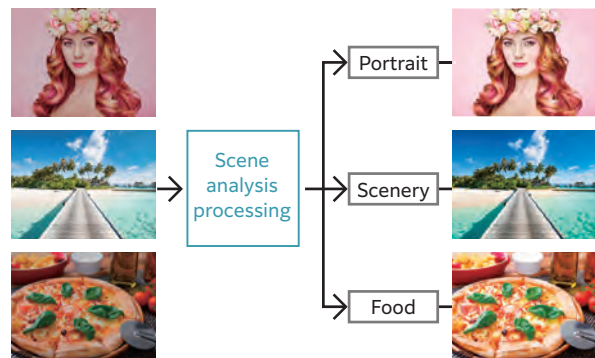 Portrait
Scene
analysis
processing
Scenery
Food